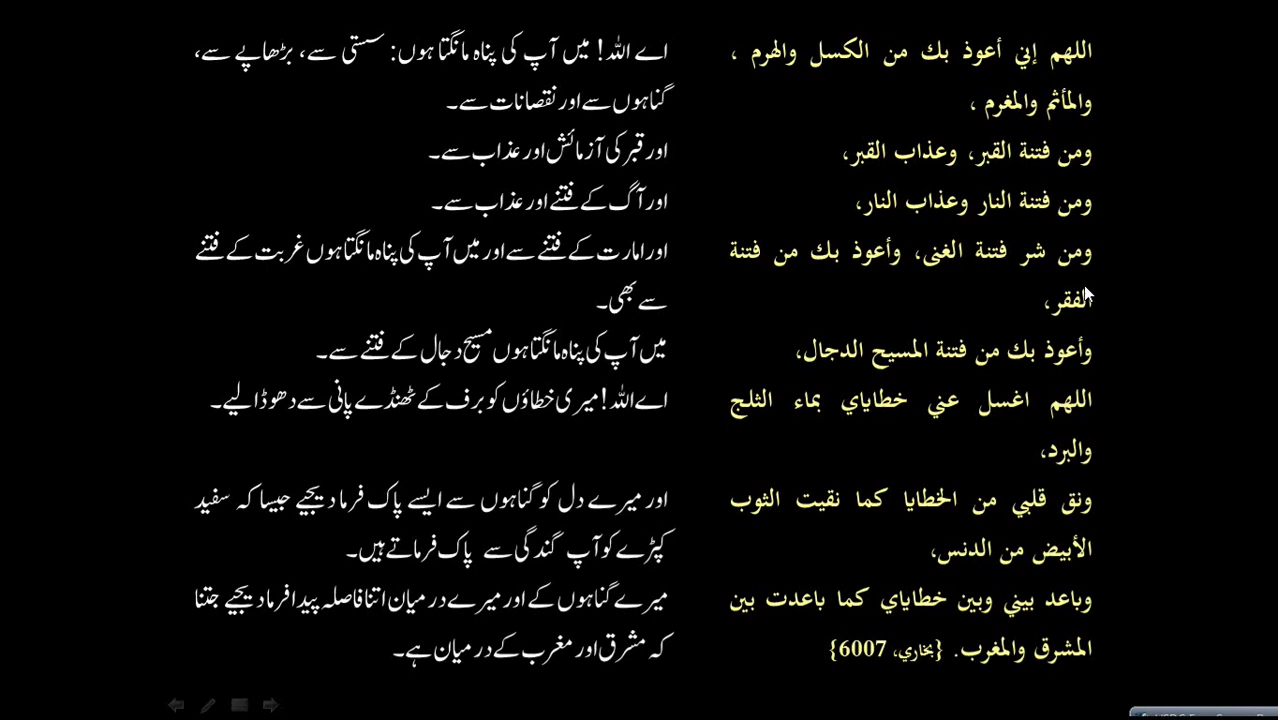 اللهم إني أعوذ بك من الكسل والهرم ،
والمأثم والمغرم ،
ومن فتنة القبر، وعذاب القبر،
ومن فتنة النار وعذاب النار،
ومن شر فتنة الغنى، وأعوذ بك من فتنة
الفقر،
وأعوذ بك من فتنة المسيح الدجال،
اللهم اغسل عني خطاياي بماء الثلج
والبرد،
ونق قلبي من الخطايا كما نقيت الثوب
الأبيض من الدنس،
وباعد بيني وبين خطاياي كما باعدت بين
المشرق والمغرب. {بخاري، 6007}
اے اللہ! میں آپ کی پناہ مانگتا ہوں: سستی سے، بڑھاپے سے،
گناہوں سے اور نقصانات سے۔
اور قبر کی آزمائش اور عذاب سے۔
اور آگ کے فتنے اور عذاب سے۔
اور امارت کے فتنے سے اور میں آپ کی پناہ مانگتا ہوں غربت کے فتنے
سے بھی۔
میں آپ کی پناہ مانگتا ہوں مسیح دجال کے فتنے سے۔
اے اللہ! میری خطاؤں کو برف کے ٹھنڈے پانی سے دھو ڈالیے۔
اور میرے دل کو گناہوں سے ایسے پاک فرما دیجیے جیسا کہ سفید
کپڑے کو آپ گندگی سے پاک فرماتے ہیں۔
میرے گناہوں کے اور میرے درمیان اتنا فاصلہ پیدا فرما دیجیے جتنا
کہ مشرق اور مغرب کے درمیان ہے۔